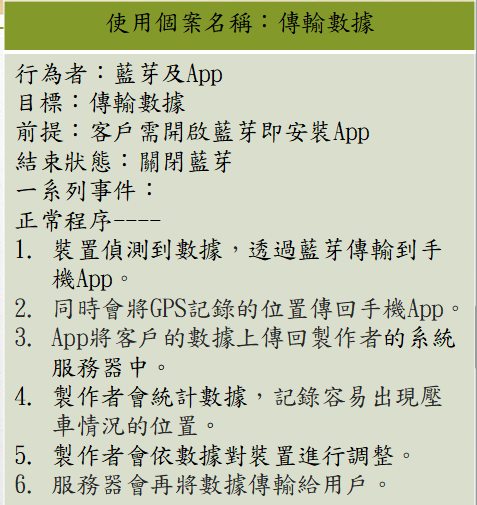 使用個案名稱：傳輸數據
行為者：藍芽及App
目標：傳輸數據
前提：客戶需開啟藍芽即安裝App
結束狀態：關閉藍芽
一系列事件：
正常程序----
1. 裝置偵測到數據，透過藍芽傳輸到手
機App。
2. 同時會將GPS記錄的位置傳回手機App。
3. App將客戶的數據上傳回製作者的系統
服務器中。
4. 製作者會統計數據，記錄容易出現壓
車情況的位置。
5. 製作者會依數據對裝置進行調整。
6. 服務器會再將數據傳輸給用戶。